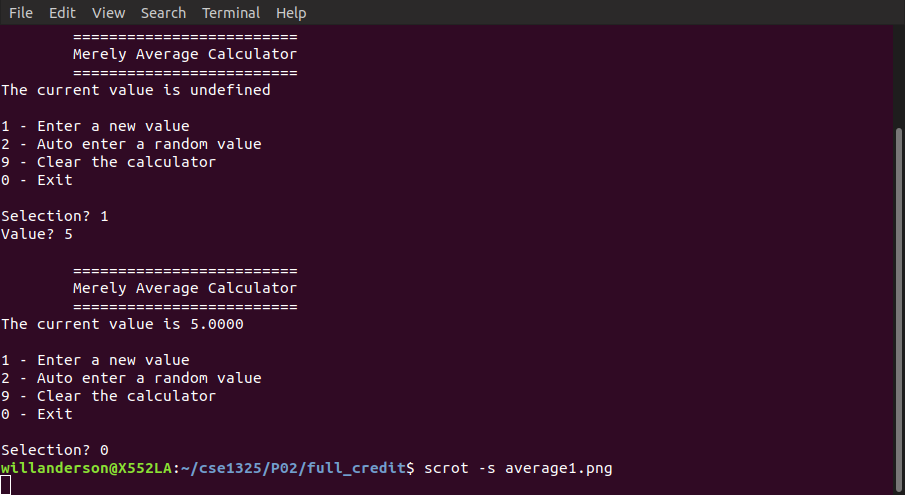 File Edit View Search Terminal Help
=========================
Merely Average Calculator
=========================
The current value is undefined
1 - Enter a new value
2 - Auto enter a random value
9 - Clear the calculator
0 - Exit
Selection? 1
Value? 5
=========================
Merely Average Calculator
=========================
The current value is 5.0000
1 - Enter a new value
2 - Auto enter a random value
9 - Clear the calculator
0 - Exit
Selection? 0
willanderson@X552LA:~/cse1325/P02/full_credit$ scrot -s average1.png